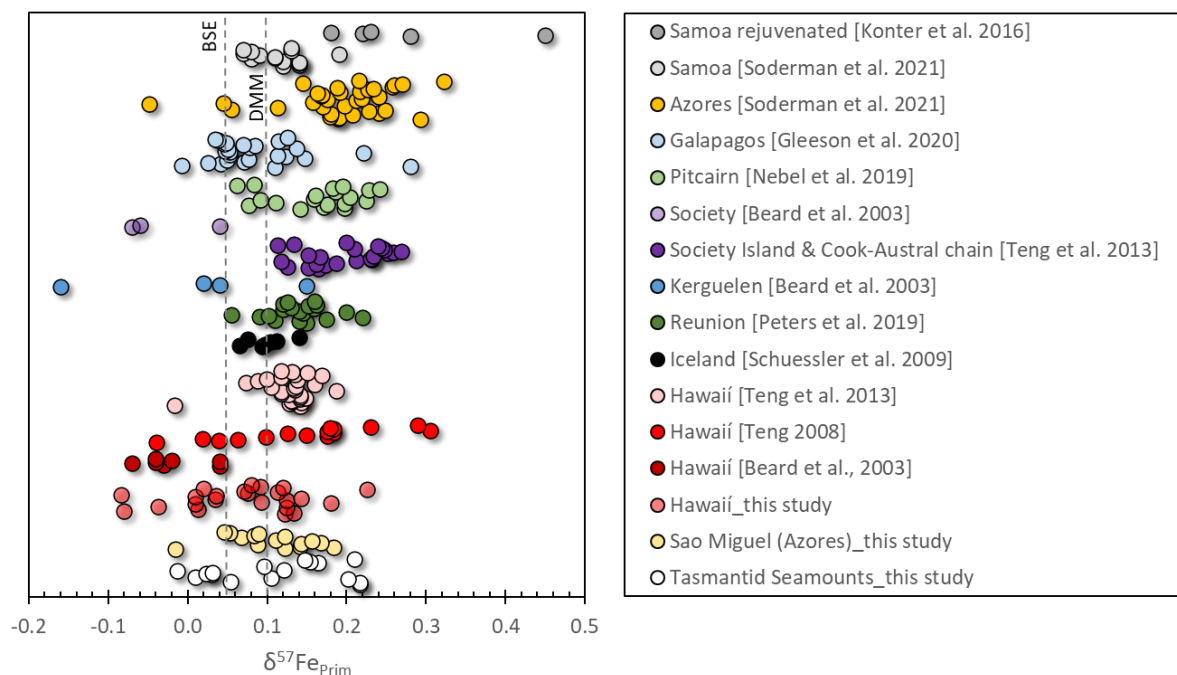 BSE
DMM
-0.2 -0.1 0.0 0.1 0.2 0.3 0.4 0.5
δ⁵⁷Fe_Prim
Samoa rejuvenated [Konter et al. 2016]
Samoa [Soderman et al. 2021]
Azores [Soderman et al. 2021]
Galapagos [Gleeson et al. 2020]
Pitcairn [Nebel et al. 2019]
Society [Beard et al. 2003]
Society Island & Cook-Austral chain [Teng et al. 2013]
Kerguelen [Beard et al. 2003]
Reunion [Peters et al. 2019]
Iceland [Schuessler et al. 2009]
Hawaií [Teng et al. 2013]
Hawaií [Teng 2008]
Hawaií [Beard et al., 2003]
Hawaií_this study
Sao Miguel (Azores)_this study
Tasmantid Seamounts_this study